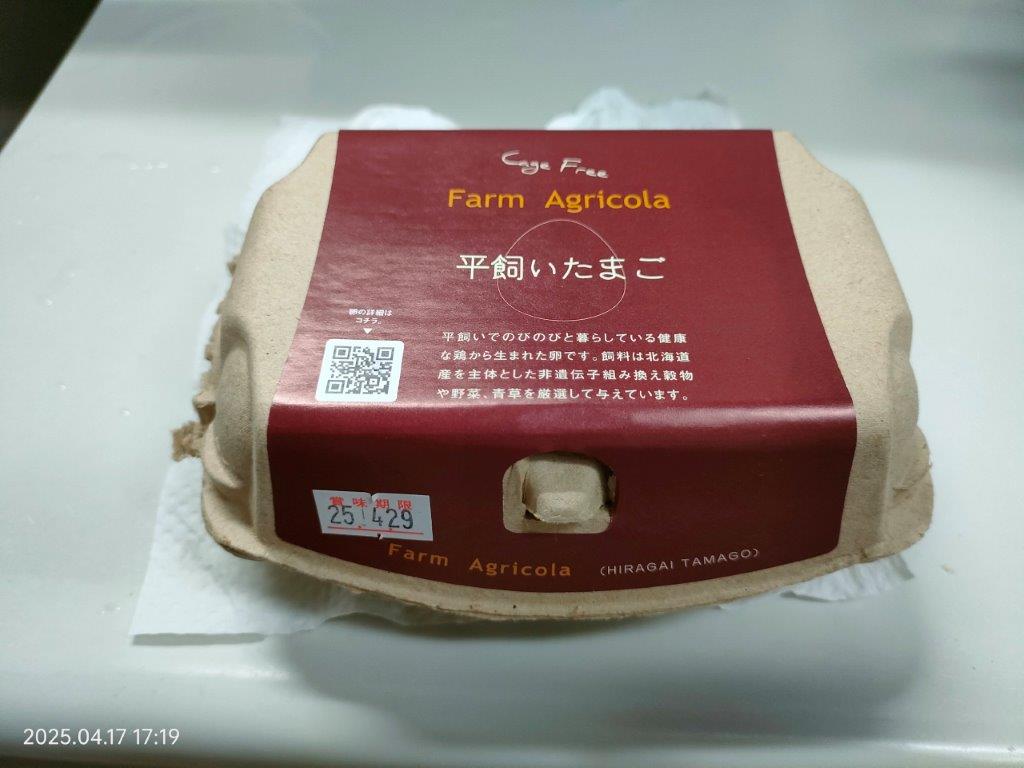 Cage Free
Farm Agricola
平飼いたまご
卵の詳細は
コチラ。
平飼いでのびのびと暮らしている健康
な鶏から生まれた卵です。飼料は北海道
産を主体とした非遺伝子組み換え穀物
や野菜、青草を厳選して与えています。
賞味期限
25. 4.29
Farm Agricola (HIRAGAI TAMAGO)
2025.04.17 17:19